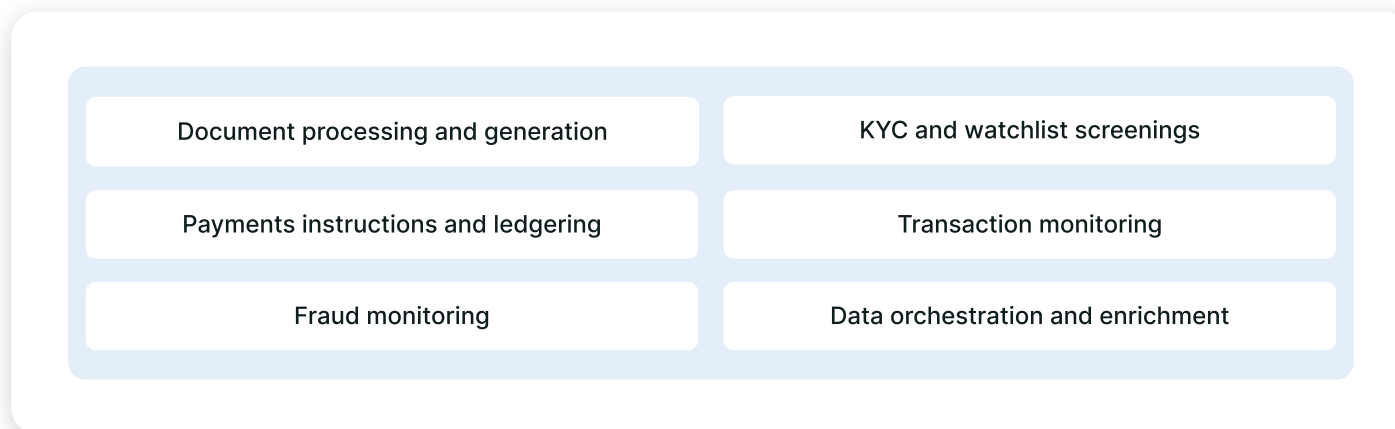 Document processing and generation
KYC and watchlist screenings
Payments instructions and ledgering
Transaction monitoring
Fraud monitoring
Data orchestration and enrichment